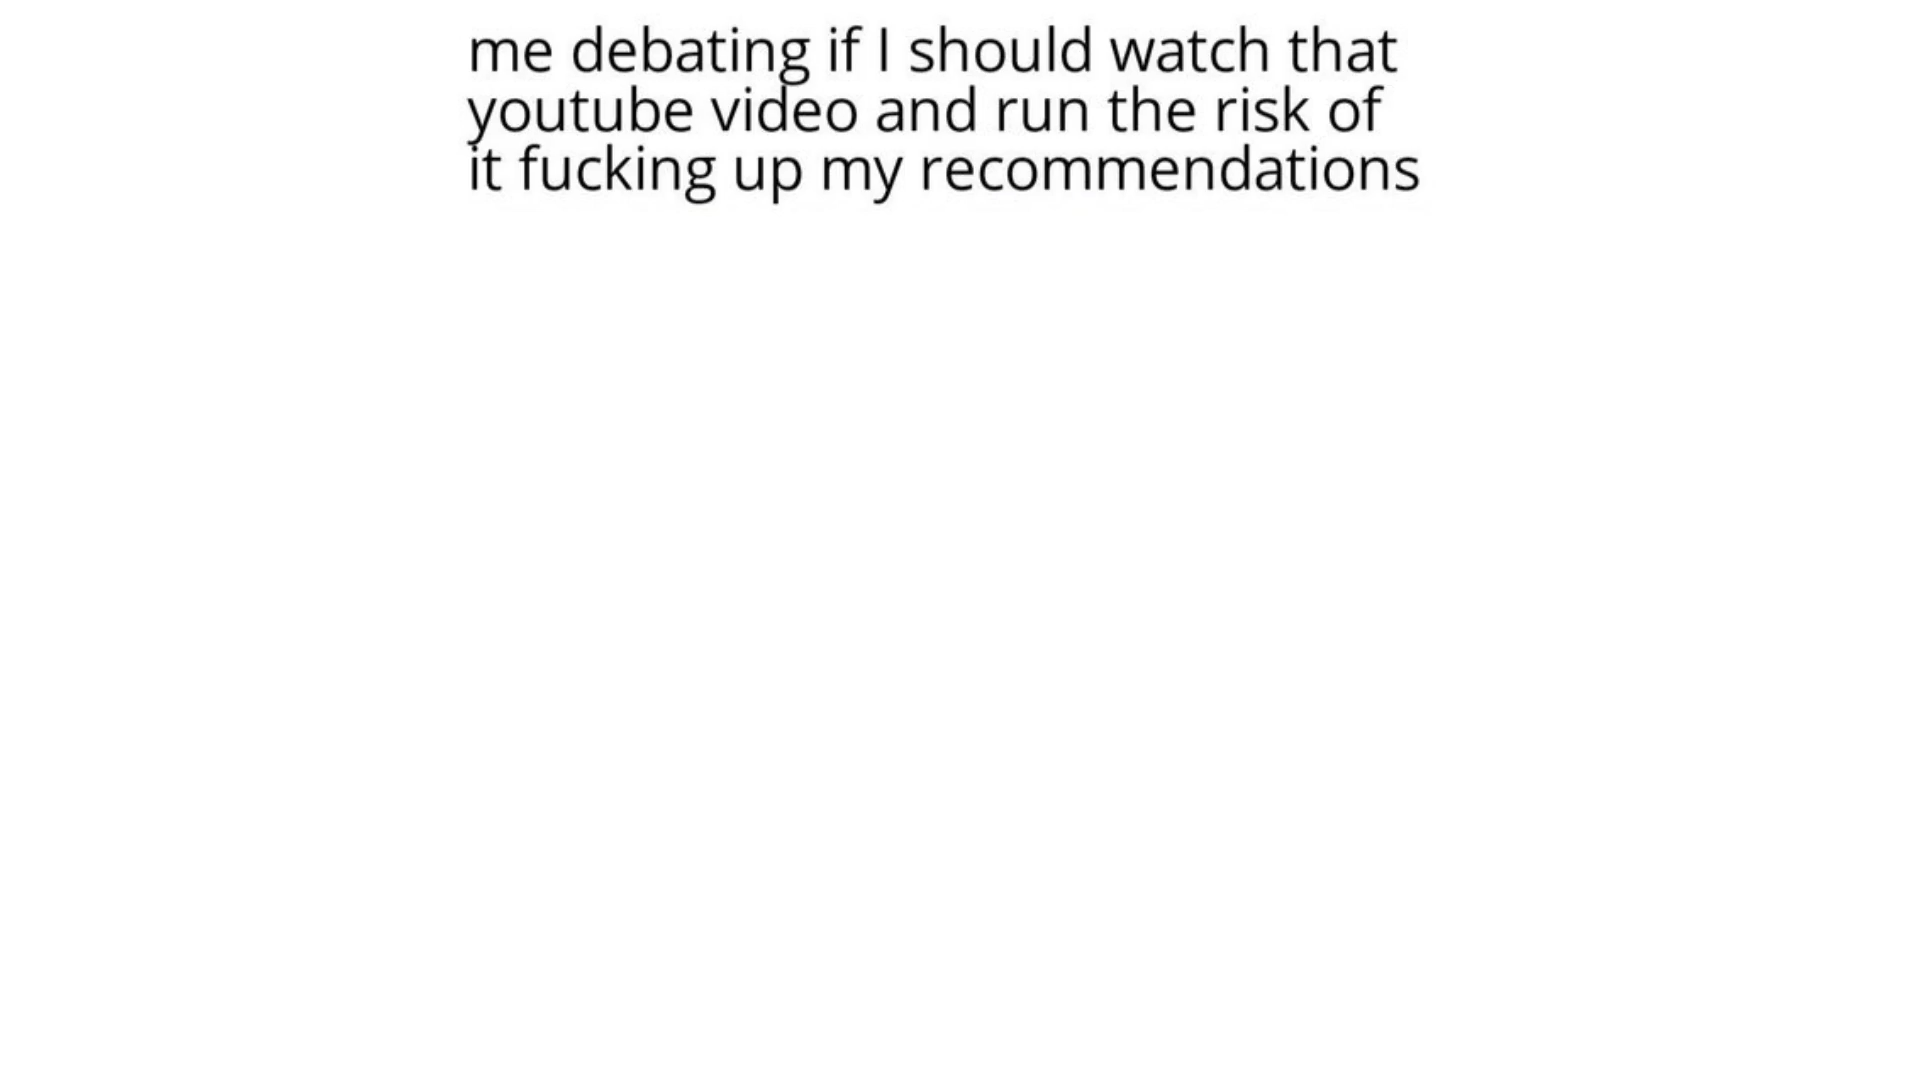 me debating if I should watch that
youtube video and run the risk of
it fucking up my recommendations